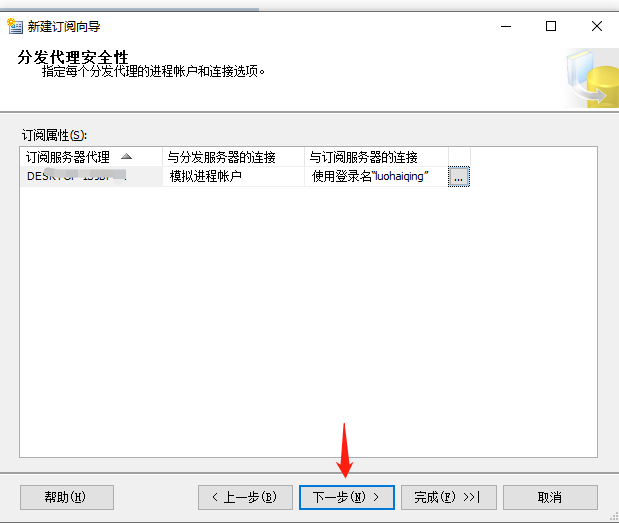 新建订阅向导
分发代理安全性
指定每个分发代理的进程帐户和连接选项。
订阅属性(S):
订阅服务器代理 与分发服务器的连接 与订阅服务器的连接
模拟进程帐户 使用登录名“luohaiqing” ...
帮助(H) < 上一步(B) 下一步(N) > 完成(F) >>| 取消